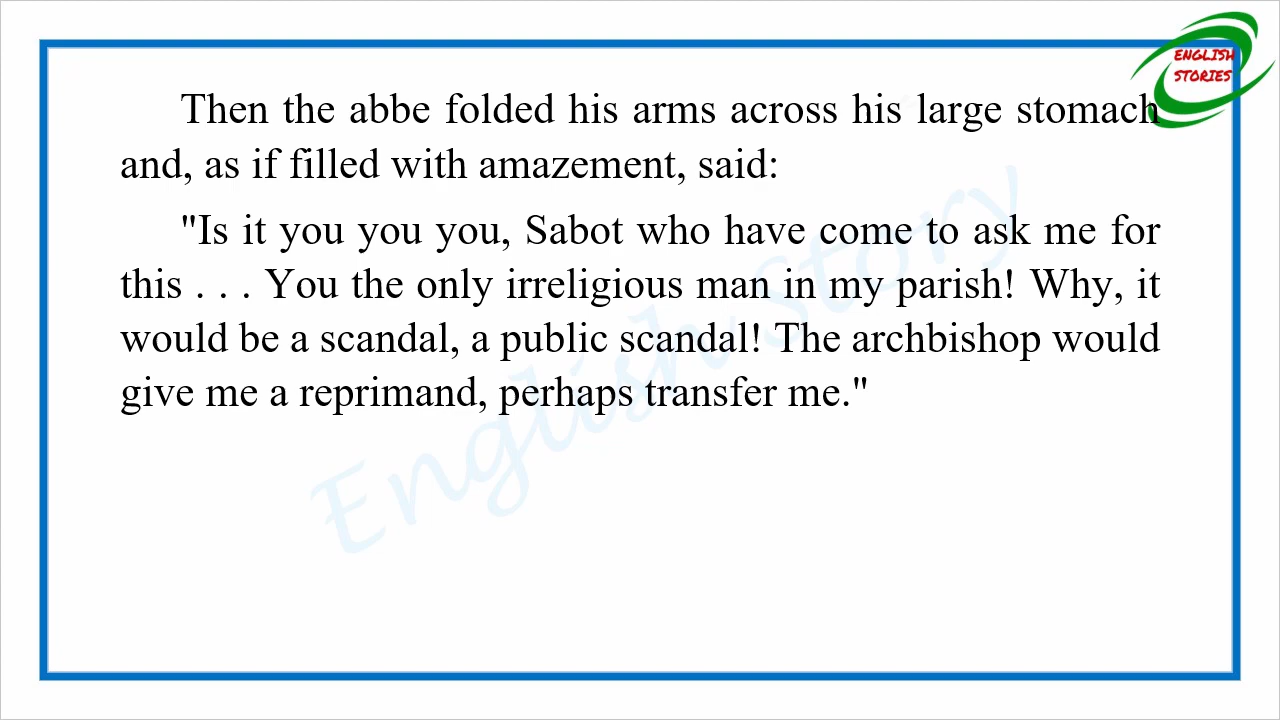 ENGLISH
STORIES
Then the abbe folded his arms across his large stomach
and, as if filled with amazement, said:
"Is it you you you, Sabot who have come to ask me for
this . . . You the only irreligious man in my parish! Why, it
would be a scandal, a public scandal! The archbishop would
give me a reprimand, perhaps transfer me."
English Story